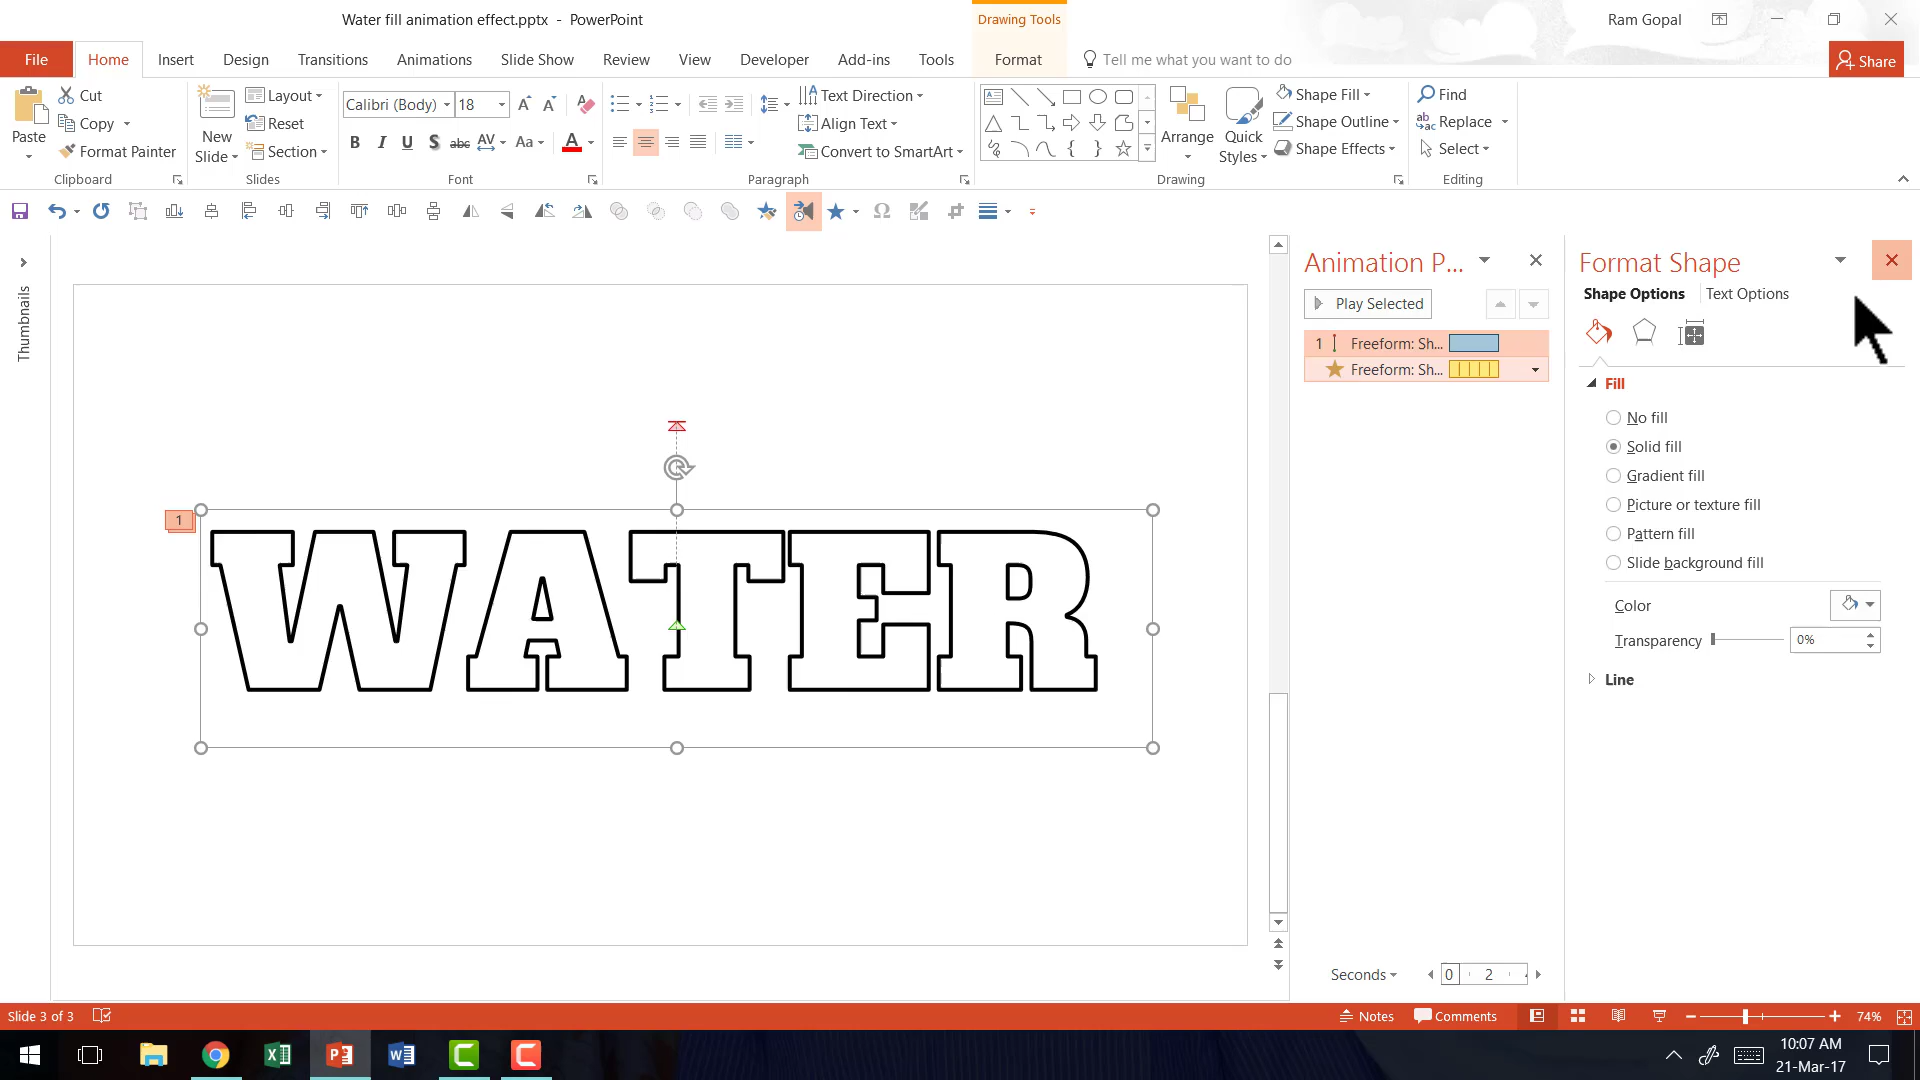 Water fill animation effect.pptx - PowerPoint
Drawing Tools
Ram Gopal
File Home Insert Design Transitions Animations Slide Show Review View Developer Add-ins Tools Format Tell me what you want to do Share
Paste
Cut
Copy
Format Painter
Clipboard
New Slide
Layout
Reset
Section
Slides
Calibri (Body) 18
B I U S abc AV Aa A
Font
Text Direction
Align Text
Convert to SmartArt
Paragraph
Arrange
Quick Styles
Shape Fill
Shape Outline
Shape Effects
Drawing
Find
Replace
Select
Editing
Thumbnails
1
WATER
Animation P...
Play Selected
1 Freeform: Sh...
Freeform: Sh...
Seconds 0 2
Format Shape
Shape Options Text Options
Fill
No fill
Solid fill
Gradient fill
Picture or texture fill
Pattern fill
Slide background fill
Color
Transparency 0%
Line
Slide 3 of 3
Notes Comments 74%
10:07 AM
21-Mar-17